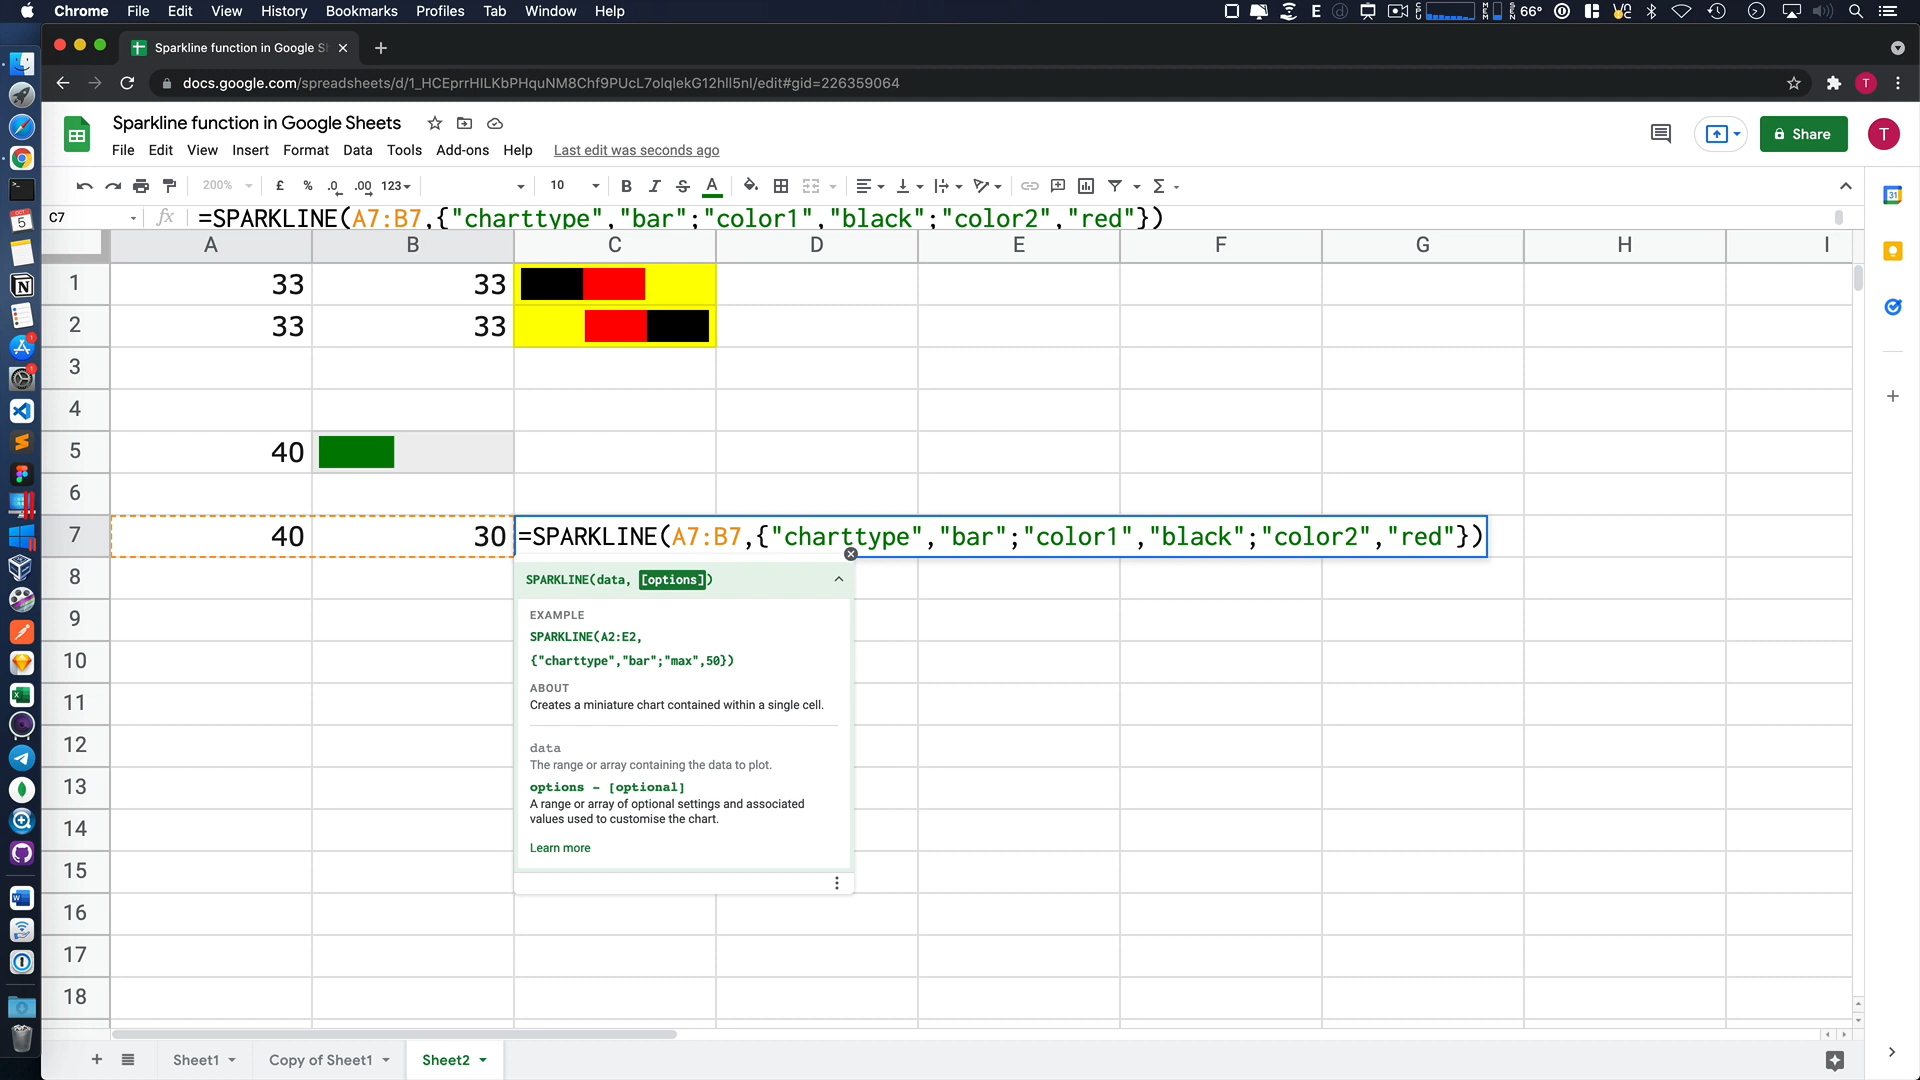 Chrome File Edit View History Bookmarks Profiles Tab Window Help 66°
Sparkline function in Google S
docs.google.com/spreadsheets/d/1_HCEprrHILKbPHquNM8Chf9PUcL7olqlekG12hll5nI/edit#gid=226359064
Sparkline function in Google Sheets
File Edit View Insert Format Data Tools Add-ons Help Last edit was seconds ago
Share
T
200% £ % .0 .00 123 10 B I S A Σ
C7 fx =SPARKLINE(A7:B7,{"charttype","bar";"color1","black";"color2","red"})
A B C D E F G H I
1 33 33
2 33 33
3
4
5 40
6
7 40 30 =SPARKLINE(A7:B7,{"charttype","bar";"color1","black";"color2","red"})
8
SPARKLINE(data, [options])
EXAMPLE
9
SPARKLINE(A2:E2,
10
{"charttype","bar";"max",50})
ABOUT
11
Creates a miniature chart contained within a single cell.
12
data
The range or array containing the data to plot.
13
options - [optional]
A range or array of optional settings and associated
values used to customise the chart.
14
Learn more
15
16
17
18
Sheet1 Copy of Sheet1 Sheet2